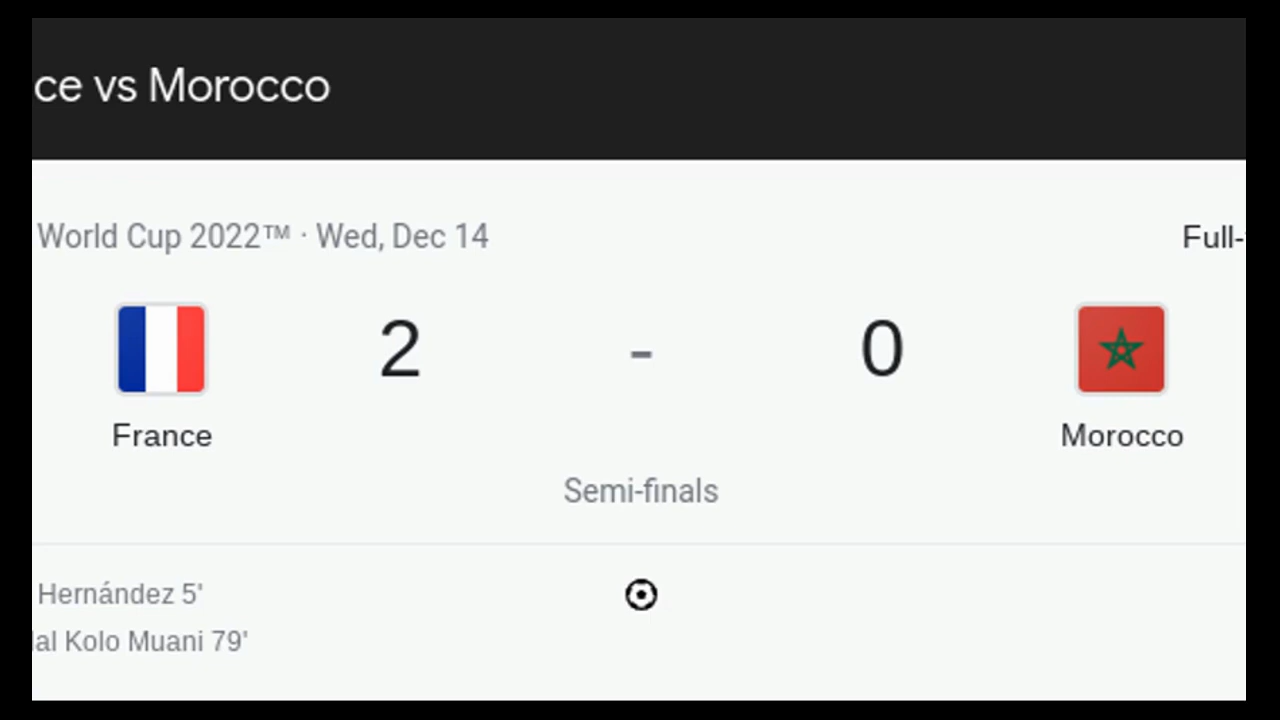 ce vs Morocco
World Cup 2022™ · Wed, Dec 14
Full-
2 - 0
France
Morocco
Semi-finals
Hernández 5'
lal Kolo Muani 79'